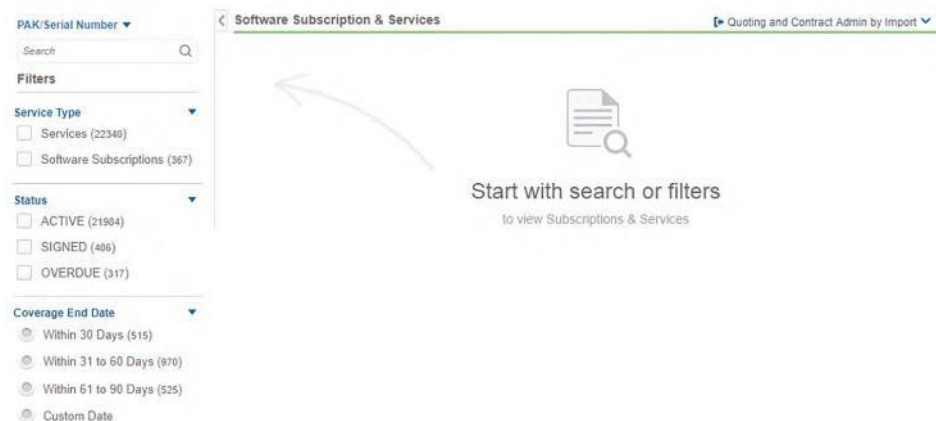 PAK/Serial Number
Search
Filters
Service Type
Services (22340)
Software Subscriptions (367)
Status
ACTIVE (21984)
SIGNED (406)
OVERDUE (317)
Coverage End Date
Within 30 Days (515)
Within 31 to 60 Days (970)
Within 61 to 90 Days (525)
Custom Date
Software Subscription & Services
Quoting and Contract Admin by Import
Start with search or filters
to view Subscriptions & Services